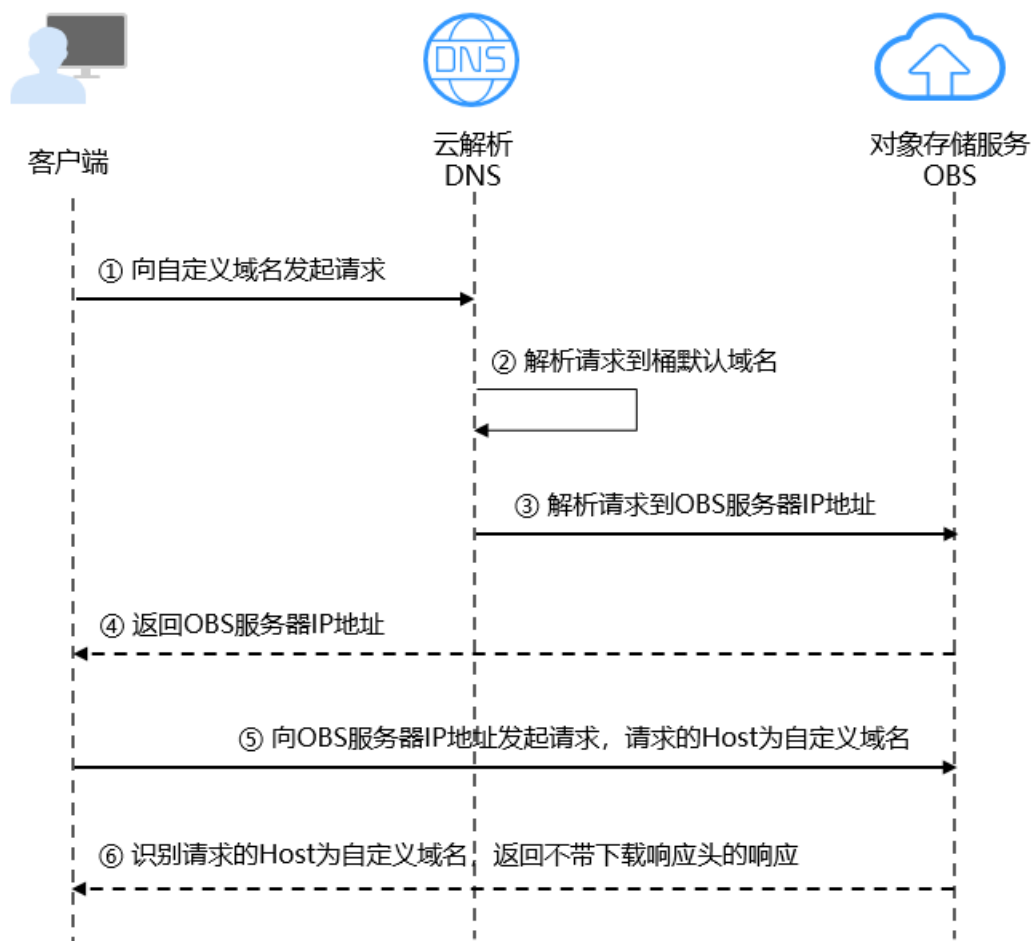 DNS
客户端
云解析
DNS
对象存储服务
OBS
① 向自定义域名发起请求
② 解析请求到桶默认域名
③ 解析请求到OBS服务器IP地址
④ 返回OBS服务器IP地址
⑤ 向OBS服务器IP地址发起请求，请求的Host为自定义域名
⑥ 识别请求的Host为自定义域名，返回不带下载响应头的响应